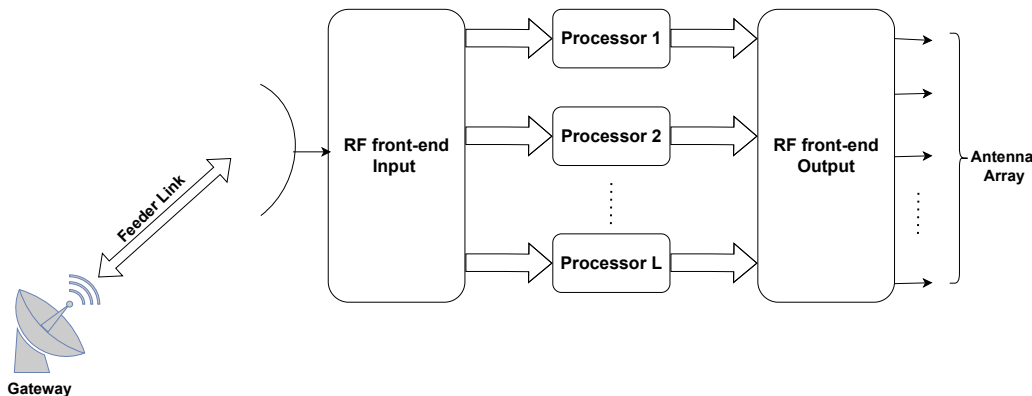 Processor 1
RF front-end
Input
Processor 2
RF front-end
Output
Antenna
Array
Feeder Link
Processor L
Gateway